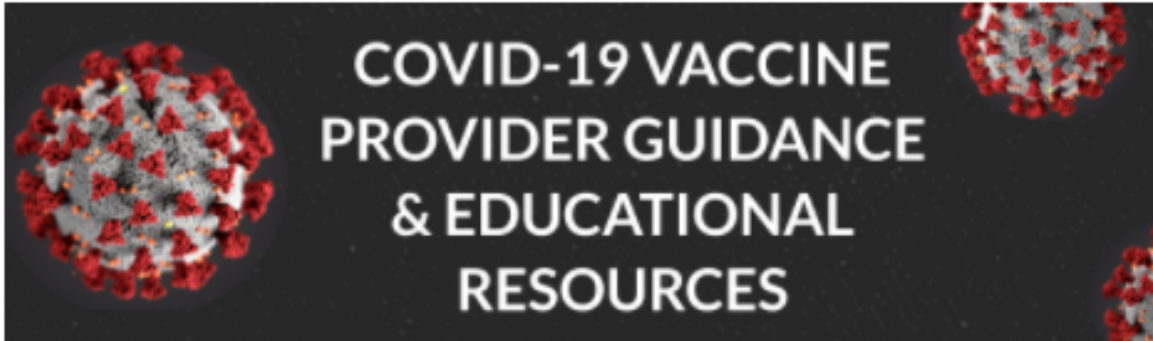 COVID-19 VACCINE
PROVIDER GUIDANCE
& EDUCATIONAL
RESOURCES